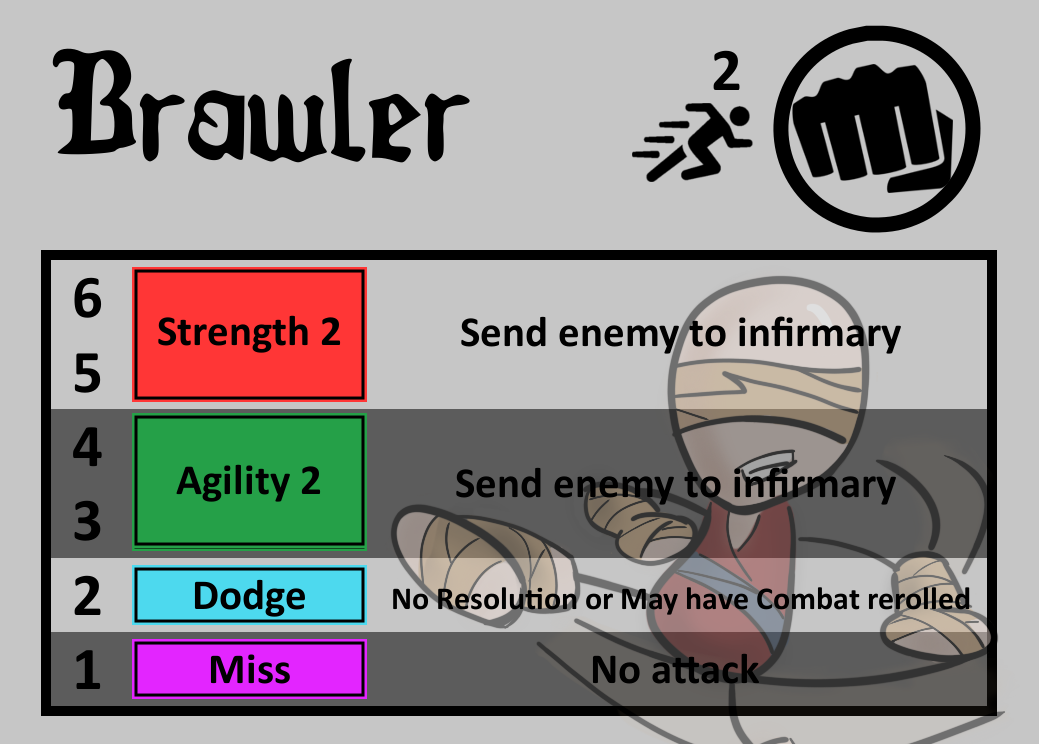 Brawler
2
6
5
Strength 2
Send enemy to infirmary
4
3
Agility 2
Send enemy to infirmary
2
Dodge
No Resolution or May have Combat rerolled
1
Miss
No attack